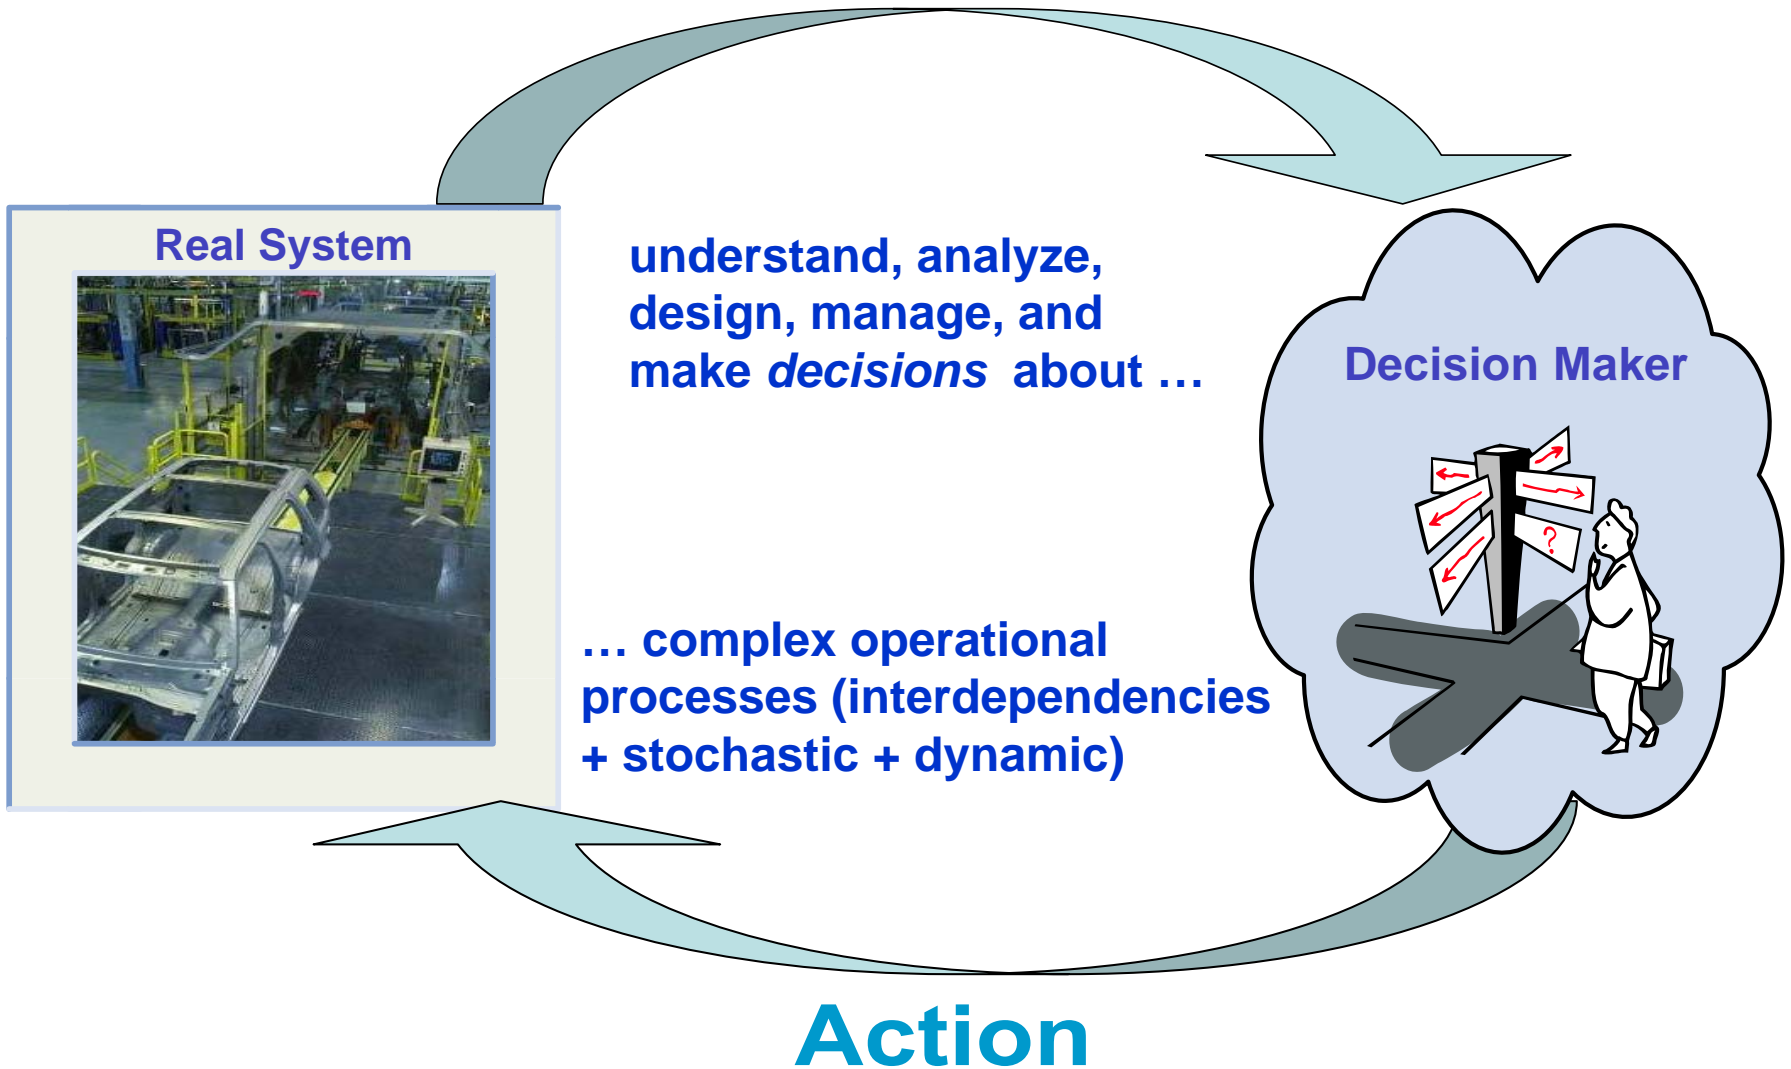 Real System
understand, analyze,
design, manage, and
make decisions about …
Decision Maker
?
… complex operational
processes (interdependencies
+ stochastic + dynamic)
Action